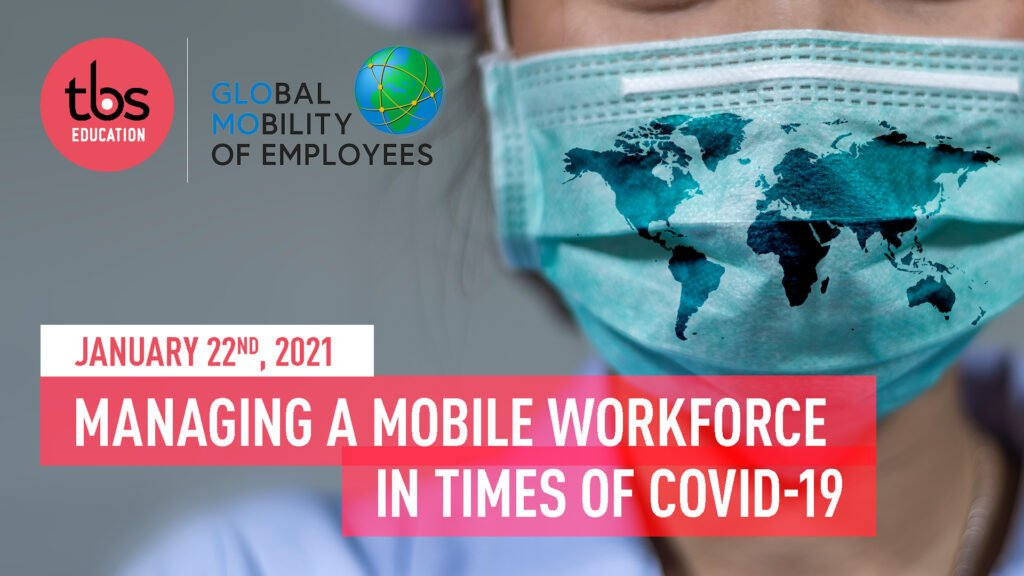 tbs
EDUCATION
GLOBAL
MOBILITY
OF EMPLOYEES
JANUARY 22ND, 2021
MANAGING A MOBILE WORKFORCE
IN TIMES OF COVID-19